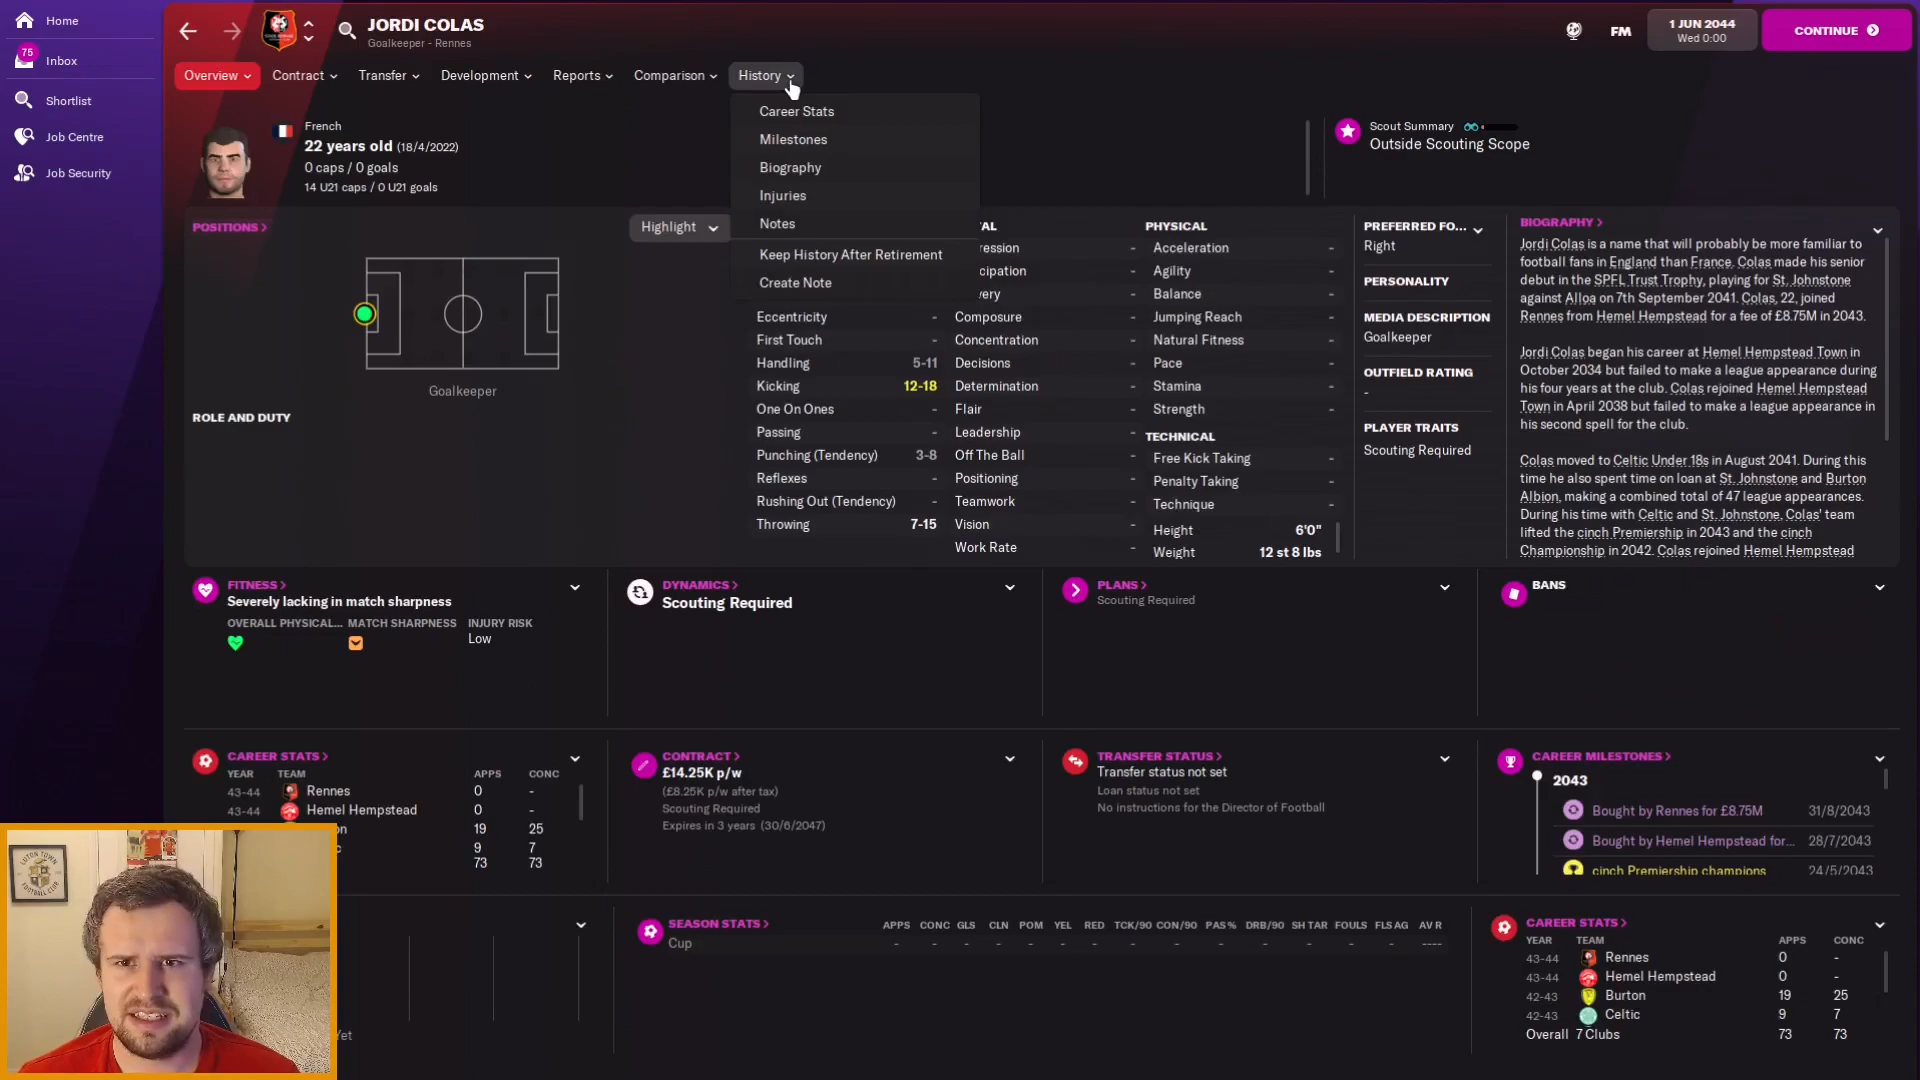 Home
75
Inbox
Shortlist
Job Centre
Job Security
JORDI COLAS
Goalkeeper - Rennes
FM
1 JUN 2044
Wed 0:00
CONTINUE
Overview
Contract
Transfer
Development
Reports
Comparison
History
Career Stats
Milestones
Biography
Injuries
Notes
Keep History After Retirement
Create Note
French
22 years old (18/4/2022)
0 caps / 0 goals
14 U21 caps / 0 U21 goals
Scout Summary
Outside Scouting Scope
POSITIONS >
Highlight
Goalkeeper
ROLE AND DUTY
Eccentricity -
First Touch -
Handling 5-11
Kicking 12-18
One On Ones -
Passing -
Punching (Tendency) 3-8
Reflexes -
Rushing Out (Tendency) -
Throwing 7-15
AL
ression -
cipation -
very -
Composure -
Concentration -
Decisions -
Determination -
Flair -
Leadership -
Off The Ball -
Positioning -
Teamwork -
Vision -
Work Rate -
PHYSICAL
Acceleration -
Agility -
Balance -
Jumping Reach -
Natural Fitness -
Pace -
Stamina -
Strength -
TECHNICAL
Free Kick Taking -
Penalty Taking -
Technique -
Height 6'0"
Weight 12 st 8 lbs
PREFERRED FO...
Right
PERSONALITY
MEDIA DESCRIPTION
Goalkeeper
OUTFIELD RATING
-
PLAYER TRAITS
Scouting Required
BIOGRAPHY >
Jordi Colas is a name that will probably be more familiar to
football fans in England than France. Colas made his senior
debut in the SPFL Trust Trophy, playing for St. Johnstone
against Alloa on 7th September 2041. Colas, 22, joined
Rennes from Hemel Hempstead for a fee of £8.75M in 2043.
Jordi Colas began his career at Hemel Hempstead Town in
October 2034 but failed to make a league appearance during
his four years at the club. Colas rejoined Hemel Hempstead
Town in April 2038 but failed to make a league appearance in
his second spell for the club.
Colas moved to Celtic Under 18s in August 2041. During this
time he also spent time on loan at St. Johnstone and Burton
Albion, making a combined total of 47 league appearances.
During his time with Celtic and St. Johnstone, Colas' team
lifted the cinch Premiership in 2043 and the cinch
Championship in 2042. Colas rejoined Hemel Hempstead
FITNESS >
Severely lacking in match sharpness
OVERALL PHYSICAL... MATCH SHARPNESS INJURY RISK
Low
DYNAMICS >
Scouting Required
PLANS >
Scouting Required
BANS
CAREER STATS >
YEAR TEAM APPS CONC
43-44 Rennes 0 -
43-44 Hemel Hempstead 0 -
on 19 25
c 9 7
73 73
CONTRACT >
£14.25K p/w
(£8.25K p/w after tax)
Scouting Required
Expires in 3 years (30/6/2047)
TRANSFER STATUS >
Transfer status not set
Loan status not set
No instructions for the Director of Football
CAREER MILESTONES >
2043
Bought by Rennes for £8.75M 31/8/2043
Bought by Hemel Hempstead for... 28/7/2043
cinch Premiership champions 24/5/2043
LUTON TOWN
FOOTBALL CLUB
Yet
SEASON STATS >
APPS CONC GLS CLN POM YEL RED TCK/90 CON/90 PAS% DRB/90 SH TAR FOULS FLS AG AV R
Cup - - - - - - - - - - - - - - ----
CAREER STATS >
YEAR TEAM APPS CONC
43-44 Rennes 0 -
43-44 Hemel Hempstead 0 -
42-43 Burton 19 25
42-43 Celtic 9 7
Overall 7 Clubs 73 73